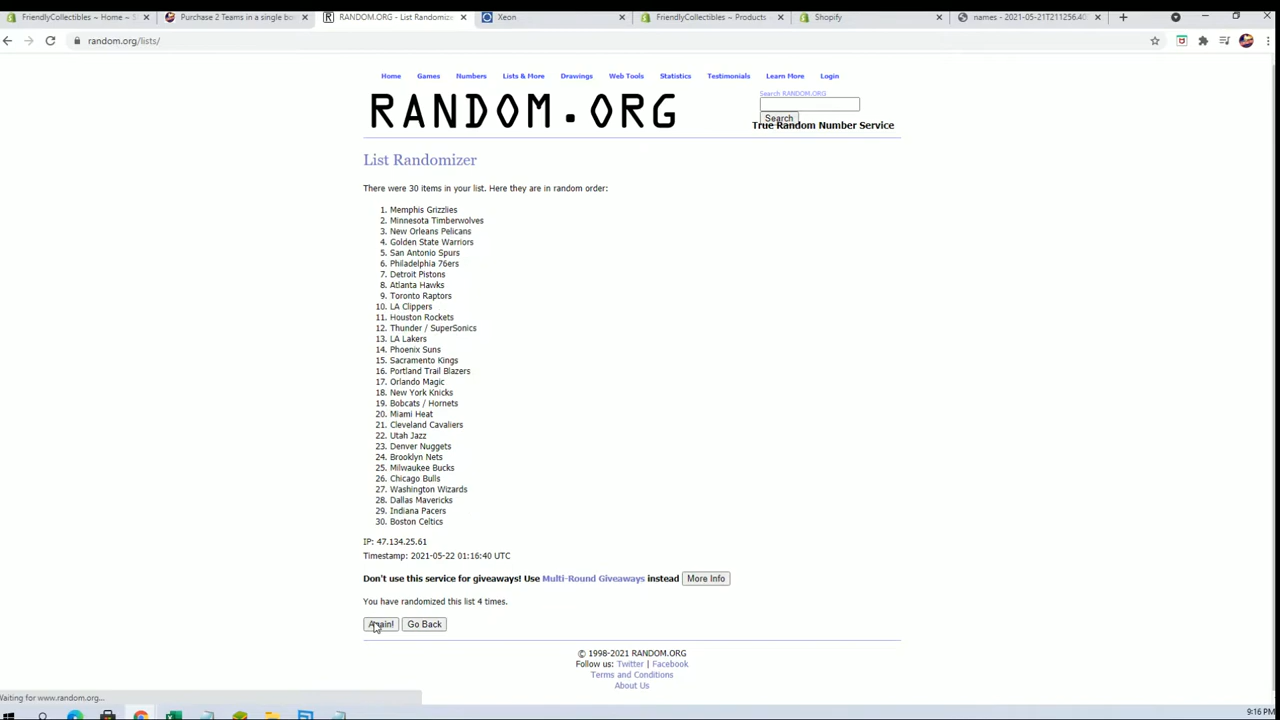 FriendlyCollectibles ~ Home ~ S
Purchase 2 Teams in a single bo
RANDOM.ORG - List Randomize
Xeon
FriendlyCollectibles ~ Products
Shopify
names - 2021-05-21T211256.40
random.org/lists/
Home Games Numbers Lists & More Drawings Web Tools Statistics Testimonials Learn More Login
RANDOM.ORG
Search RANDOM.ORG
Search
True Random Number Service
List Randomizer
There were 30 items in your list. Here they are in random order:
1. Memphis Grizzlies
2. Minnesota Timberwolves
3. New Orleans Pelicans
4. Golden State Warriors
5. San Antonio Spurs
6. Philadelphia 76ers
7. Detroit Pistons
8. Atlanta Hawks
9. Toronto Raptors
10. LA Clippers
11. Houston Rockets
12. Thunder / SuperSonics
13. LA Lakers
14. Phoenix Suns
15. Sacramento Kings
16. Portland Trail Blazers
17. Orlando Magic
18. New York Knicks
19. Bobcats / Hornets
20. Miami Heat
21. Cleveland Cavaliers
22. Utah Jazz
23. Denver Nuggets
24. Brooklyn Nets
25. Milwaukee Bucks
26. Chicago Bulls
27. Washington Wizards
28. Dallas Mavericks
29. Indiana Pacers
30. Boston Celtics
IP: 47.134.25.61
Timestamp: 2021-05-22 01:16:40 UTC
Don't use this service for giveaways! Use Multi-Round Giveaways instead More Info
You have randomized this list 4 times.
Again! Go Back
© 1998-2021 RANDOM.ORG
Follow us: Twitter | Facebook
Terms and Conditions
About Us
Waiting for www.random.org...
9:16 PM